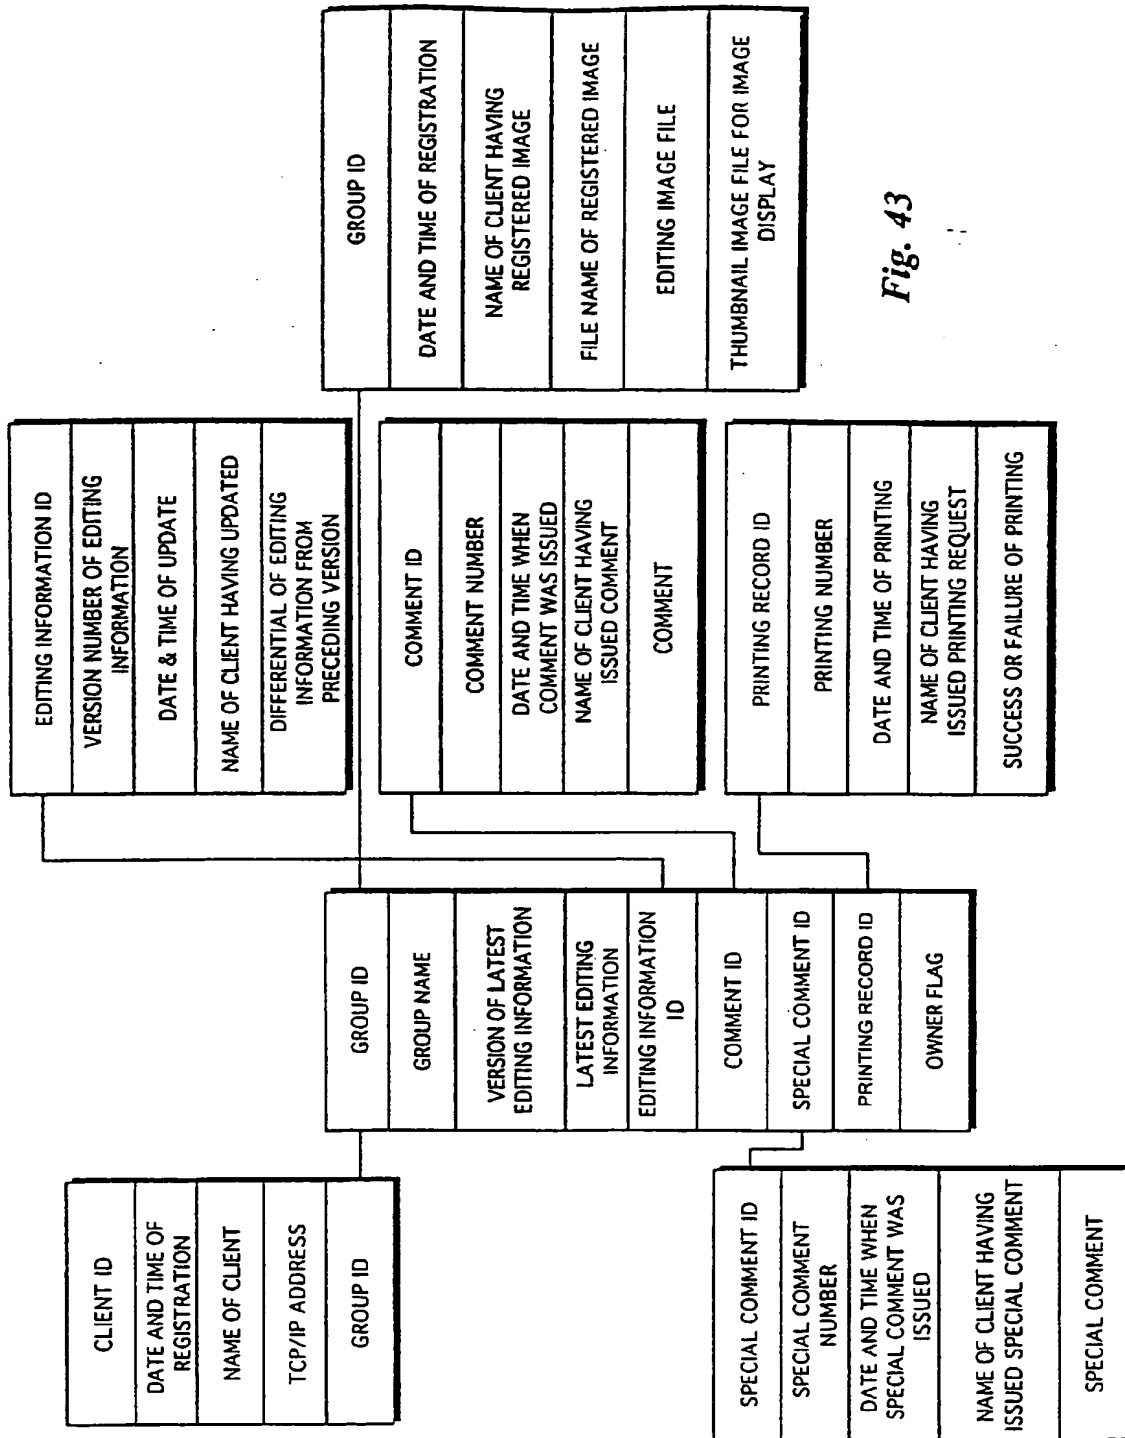 CLIENT ID
DATE AND TIME OF
REGISTRATION
NAME OF CLIENT
TCP/IP ADDRESS
GROUP ID
SPECIAL COMMENT ID
SPECIAL COMMENT
NUMBER
DATE AND TIME WHEN
SPECIAL COMMENT WAS
ISSUED
NAME OF CLIENT HAVING
ISSUED SPECIAL COMMENT
SPECIAL COMMENT
GROUP ID
GROUP NAME
VERSION OF LATEST
EDITING INFORMATION
LATEST EDITING
INFORMATION
EDITING INFORMATION
ID
COMMENT ID
SPECIAL COMMENT ID
PRINTING RECORD ID
OWNER FLAG
EDITING INFORMATION ID
VERSION NUMBER OF EDITING
INFORMATION
DATE & TIME OF UPDATE
NAME OF CLIENT HAVING UPDATED
DIFFERENTIAL OF EDITING
INFORMATION FROM
PRECEDING VERSION
COMMENT ID
COMMENT NUMBER
DATE AND TIME WHEN
COMMENT WAS ISSUED
NAME OF CLIENT HAVING
ISSUED COMMENT
COMMENT
PRINTING RECORD ID
PRINTING NUMBER
DATE AND TIME OF PRINTING
NAME OF CLIENT HAVING
ISSUED PRINTING REQUEST
SUCCESS OR FAILURE OF PRINTING
GROUP ID
DATE AND TIME OF REGISTRATION
NAME OF CLIENT HAVING
REGISTERED IMAGE
FILE NAME OF REGISTERED IMAGE
EDITING IMAGE FILE
THUMBNAIL IMAGE FILE FOR IMAGE
DISPLAY
Fig. 43